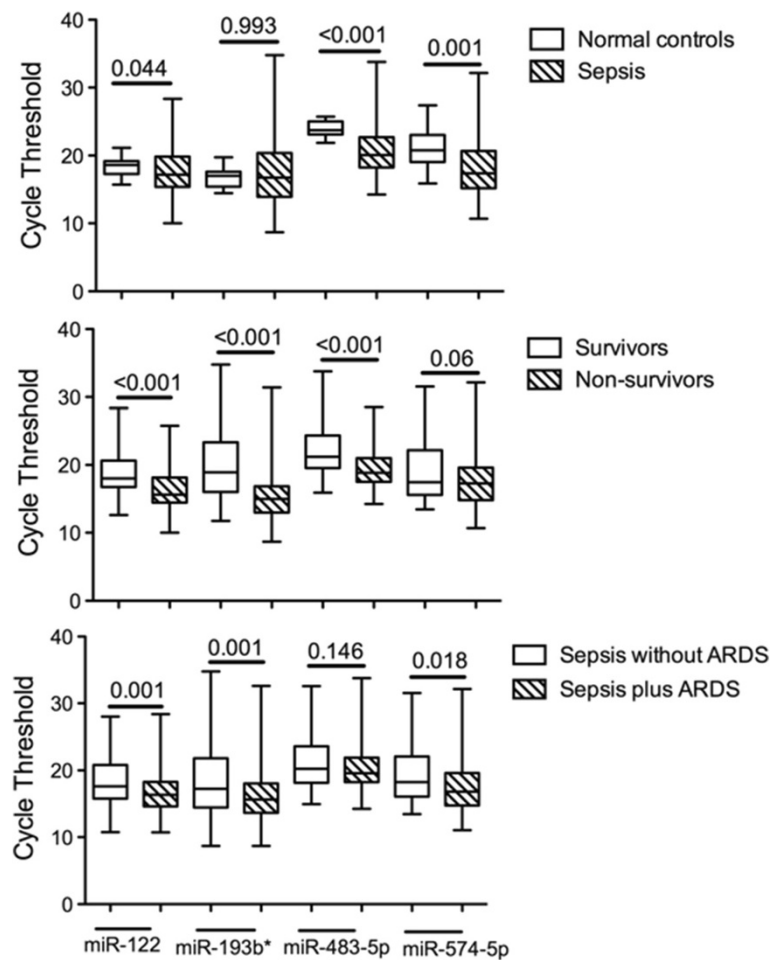 40
30
20
10
0
Cycle Threshold
0.044
0.993
<0.001
0.001
Normal controls
Sepsis
40
30
20
10
0
Cycle Threshold
<0.001
<0.001
<0.001
0.06
Survivors
Non-survivors
40
30
20
10
0
Cycle Threshold
0.001
0.001
0.146
0.018
Sepsis without ARDS
Sepsis plus ARDS
miR-122
miR-193b*
miR-483-5p
miR-574-5p